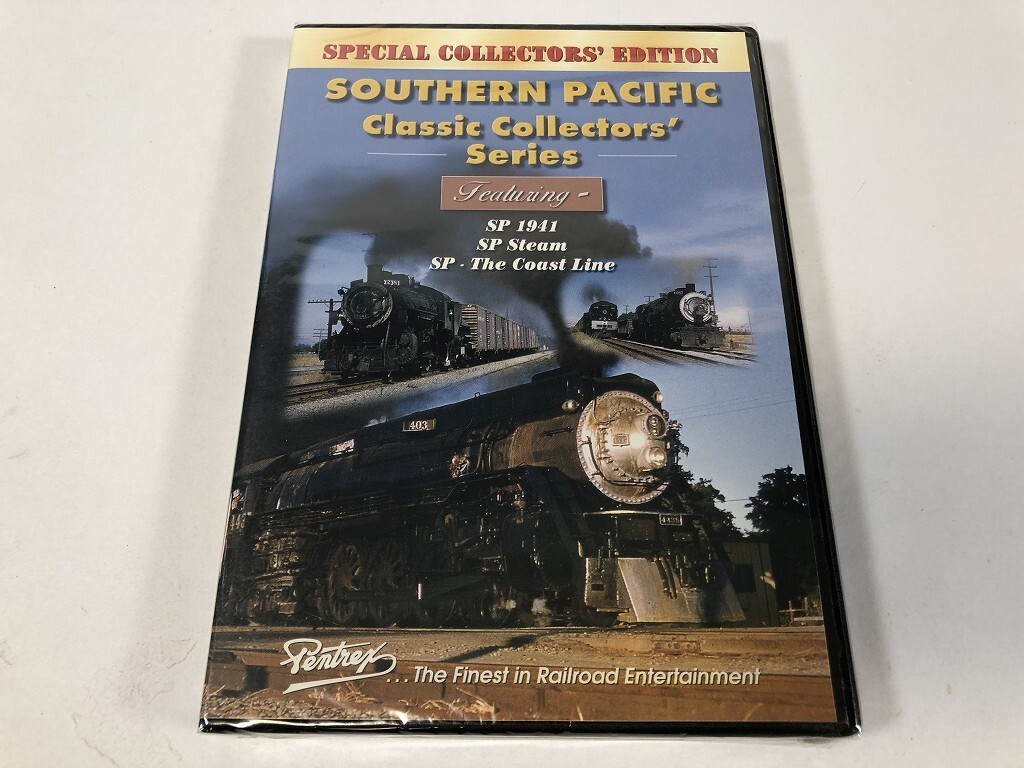 SPECIAL COLLECTORS' EDITION
SOUTHERN PACIFIC
Classic Collectors'
Series
Featuring -
SP 1941
SP Steam
SP - The Coast Line
403
Pentrex
...The Finest in Railroad Entertainment